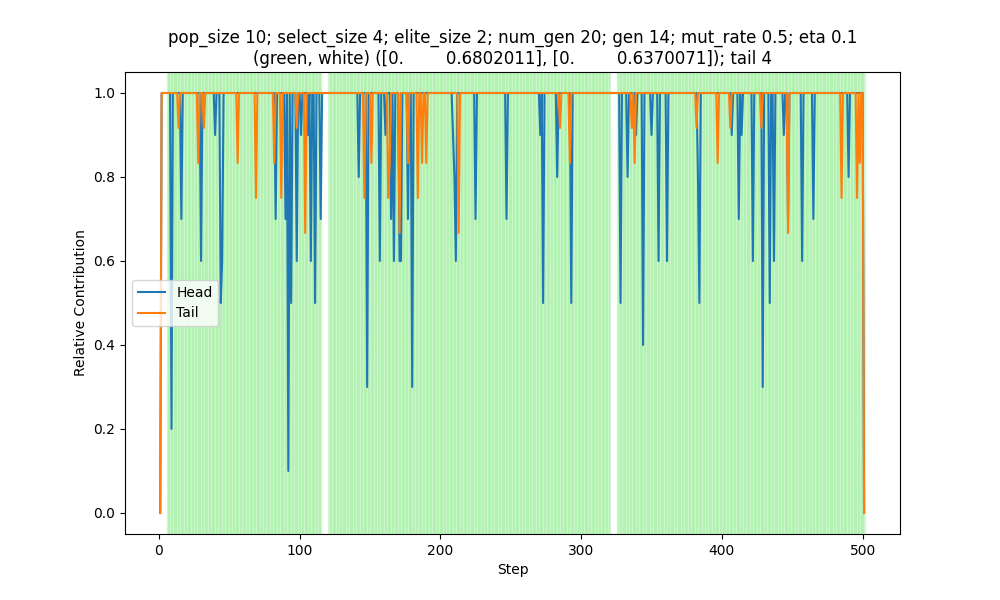 pop_size 10; select_size 4; elite_size 2; num_gen 20; gen 14; mut_rate 0.5; eta 0.1
(green, white) ([0.        0.6802011], [0.        0.6370071]); tail 4
1.0
0.8
0.6
0.4
0.2
0.0
Relative Contribution
Head
Tail
0 100 200 300 400 500
Step